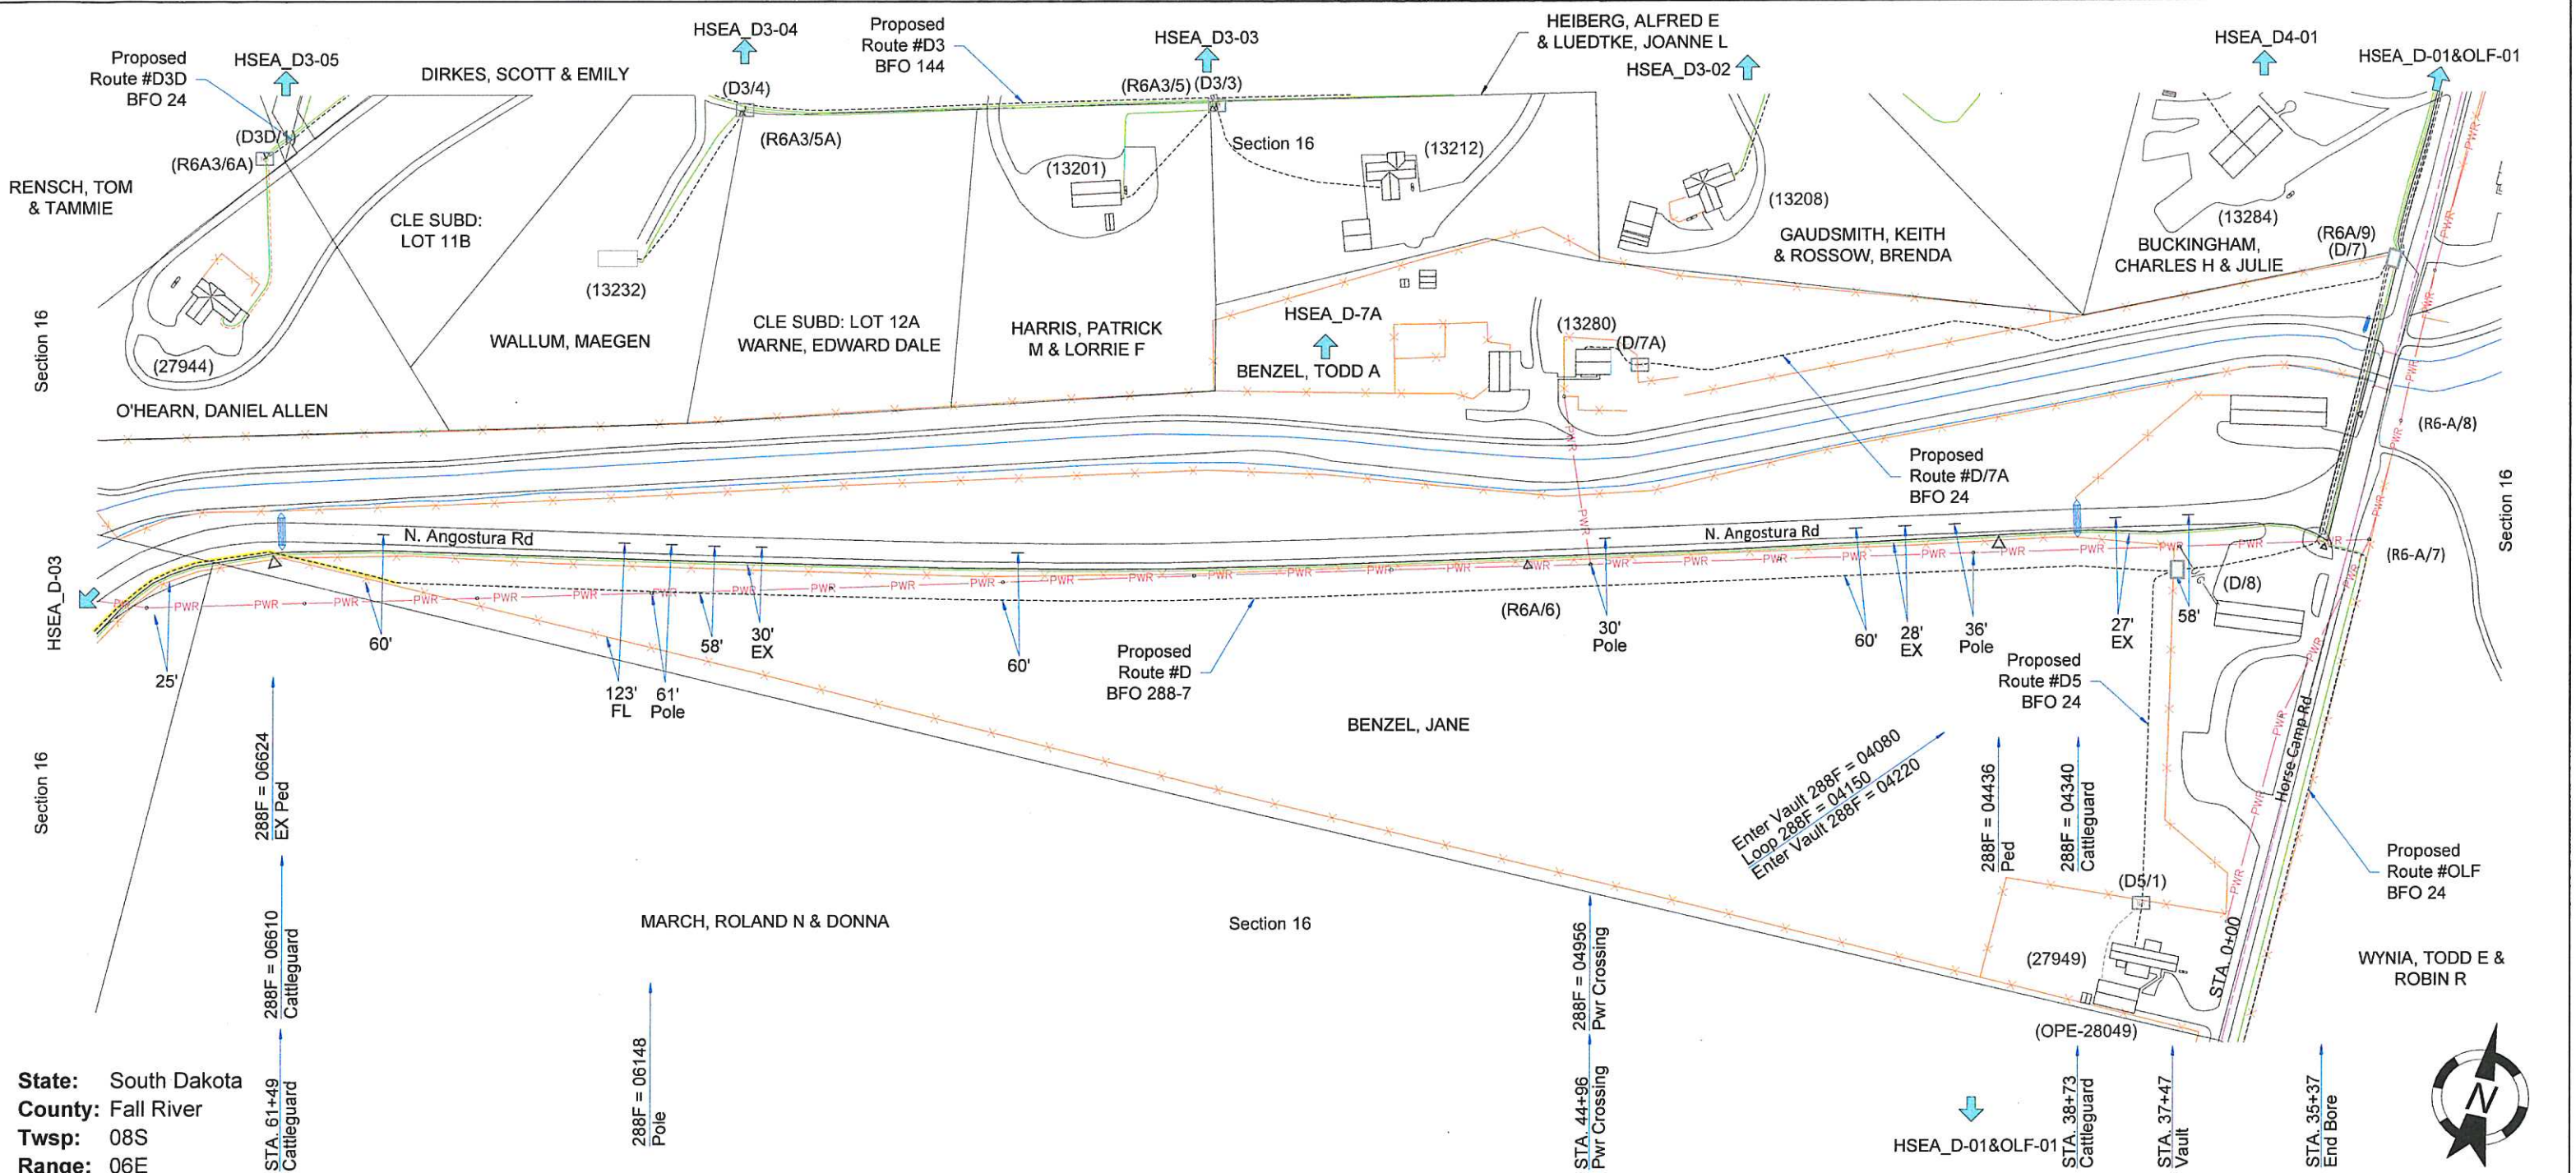 Proposed
Route #D3D
BFO 24
HSEA_D3-05
DIRKES, SCOTT & EMILY
HSEA_D3-04
Proposed
Route #D3
BFO 144
HSEA_D3-03
HEIBERG, ALFRED E
& LUEDTKE, JOANNE L
HSEA_D3-02
HSEA_D4-01
HSEA_D-01&OLF-01
(D3/4)
(R6A3/5) (D3/3)
(D3D/1)
(R6A3/6A)
(R6A3/5A)
Section 16
(13201)
(13212)
(13208)
(13284)
RENSCH, TOM
& TAMMIE
CLE SUBD:
LOT 11B
GAUDSMITH, KEITH
& ROSSOW, BRENDA
BUCKINGHAM,
CHARLES H & JULIE
(R6A/9)
(D/7)
(13232)
WALLUM, MAEGEN
CLE SUBD: LOT 12A
WARNE, EDWARD DALE
HARRIS, PATRICK
M & LORRIE F
HSEA_D-7A
BENZEL, TODD A
(13280)
(D/7A)
Section 16
(27944)
O'HEARN, DANIEL ALLEN
(R6-A/8)
Proposed
Route #D/7A
BFO 24
Section 16
N. Angostura Rd
N. Angostura Rd
(R6-A/7)
HSEA_D-03
PWR PWR PWR PWR PWR PWR PWR PWR PWR PWR
(R6A/6)
(D/8)
25'
60'
123'
FL
61'
Pole
58'
30'
EX
60'
30'
Pole
60'
28'
EX
36'
Pole
27'
EX
58'
Proposed
Route #D
BFO 288-7
Proposed
Route #D5
BFO 24
BENZEL, JANE
Horse Camp Rd
Section 16
288F = 06624
EX Ped
Enter Vault 288F = 04080
Loop 288F = 04150
Enter Vault 288F = 04220
288F = 04436
Ped
288F = 04340
Cattleguard
Proposed
Route #OLF
BFO 24
(D5/1)
MARCH, ROLAND N & DONNA
Section 16
288F = 06610
Cattleguard
288F = 04956
Pwr Crossing
(27949)
STA. 0+00
WYNIA, TODD E &
ROBIN R
(OPE-28049)
State: South Dakota
County: Fall River
Twsp: 08S
Range: 06E
STA. 61+49
Cattleguard
288F = 06148
Pole
STA. 44+96
Pwr Crossing
HSEA_D-01&OLF-01
STA. 38+73
Cattleguard
STA. 37+47
Vault
STA. 35+37
End Bore
N